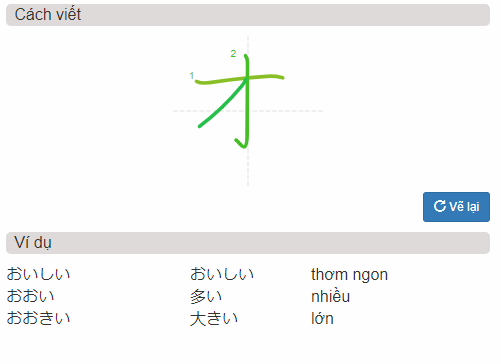 Cách viết
1
2
オ
Vẽ lại
Ví dụ
おいしい おいしい thơm ngon
おおい 多い nhiều
おおきい 大きい lớn